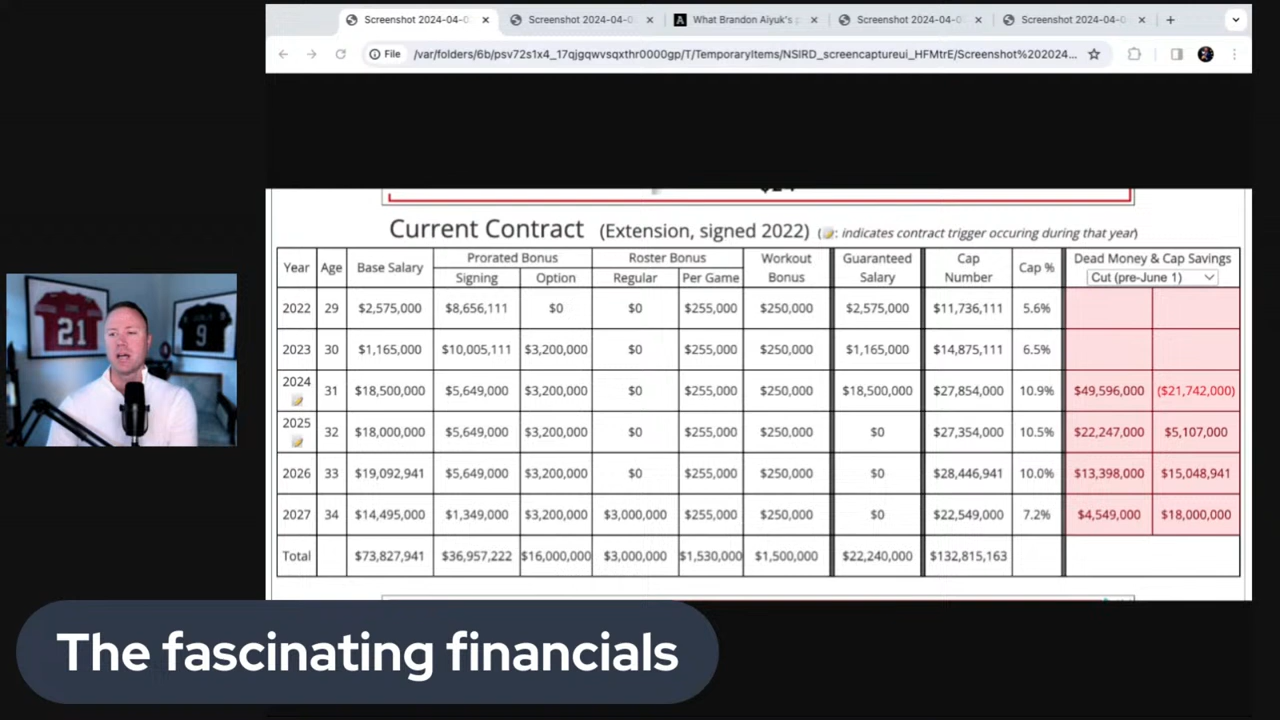 Screenshot 2024-04-0
Screenshot 2024-04-0
What Brandon Aiyuk's p
Screenshot 2024-04-0
Screenshot 2024-04-0
File /var/folders/6b/psv72s1x4_17qjgqwvsqxthr0000gp/T/TemporaryItems/NSIRD_screencaptureui_HFMtrE/Screenshot%202024...
Current Contract (Extension, signed 2022) ( : indicates contract trigger occuring during that year)
Year Age Base Salary Prorated Bonus Roster Bonus Workout Bonus Guaranteed Salary Cap Number Cap % Dead Money & Cap Savings
Signing Option Regular Per Game Cut (pre-June 1)
2022 29 $2,575,000 $8,656,111 $0 $0 $255,000 $250,000 $2,575,000 $11,736,111 5.6%
2023 30 $1,165,000 $10,005,111 $3,200,000 $0 $255,000 $250,000 $1,165,000 $14,875,111 6.5%
2024 31 $18,500,000 $5,649,000 $3,200,000 $0 $255,000 $250,000 $18,500,000 $27,854,000 10.9% $49,596,000 ($21,742,000)
2025 32 $18,000,000 $5,649,000 $3,200,000 $0 $255,000 $250,000 $0 $27,354,000 10.5% $22,247,000 $5,107,000
2026 33 $19,092,941 $5,649,000 $3,200,000 $0 $255,000 $250,000 $0 $28,446,941 10.0% $13,398,000 $15,048,941
2027 34 $14,495,000 $1,349,000 $3,200,000 $3,000,000 $255,000 $250,000 $0 $22,549,000 7.2% $4,549,000 $18,000,000
Total $73,827,941 $36,957,222 $16,000,000 $3,000,000 $1,530,000 $1,500,000 $22,240,000 $132,815,163
21
9
The fascinating financials